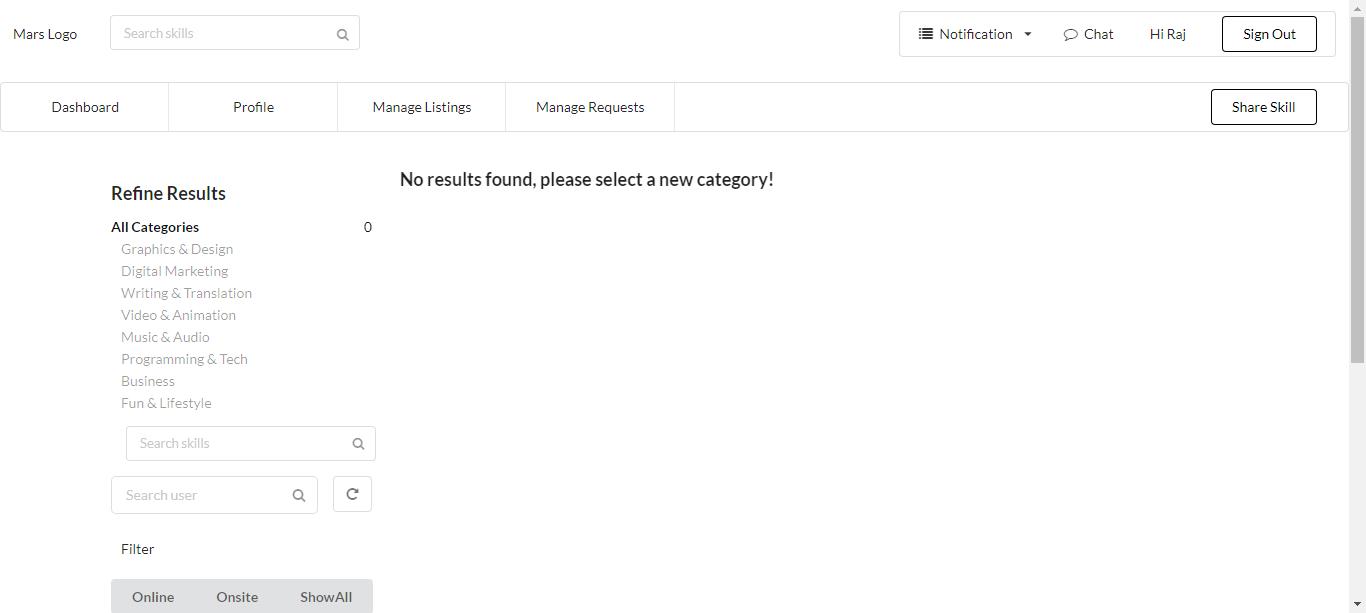 Mars Logo
Search skills
Notification
Chat
Hi Raj
Sign Out
Dashboard
Profile
Manage Listings
Manage Requests
Share Skill
No results found, please select a new category!
Refine Results
All Categories 0
Graphics & Design
Digital Marketing
Writing & Translation
Video & Animation
Music & Audio
Programming & Tech
Business
Fun & Lifestyle
Search skills
Search user
Filter
Online
Onsite
ShowAll